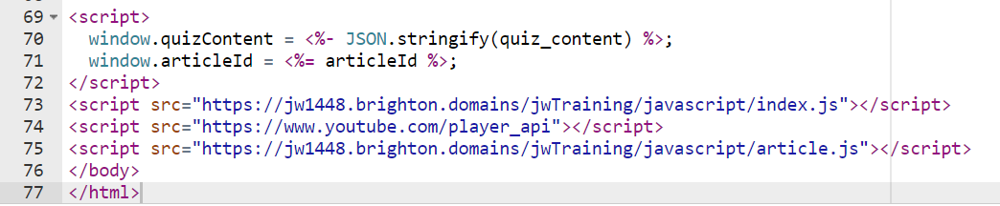 69 <script>
70 window.quizContent = <%- JSON.stringify(quiz_content) %>;
71 window.articleId = <%= articleId %>;
72 </script>
73 <script src="https://jw1448.brighton.domains/jwTraining/javascript/index.js"></script>
74 <script src="https://www.youtube.com/player_api"></script>
75 <script src="https://jw1448.brighton.domains/jwTraining/javascript/article.js"></script>
76 </body>
77 </html>